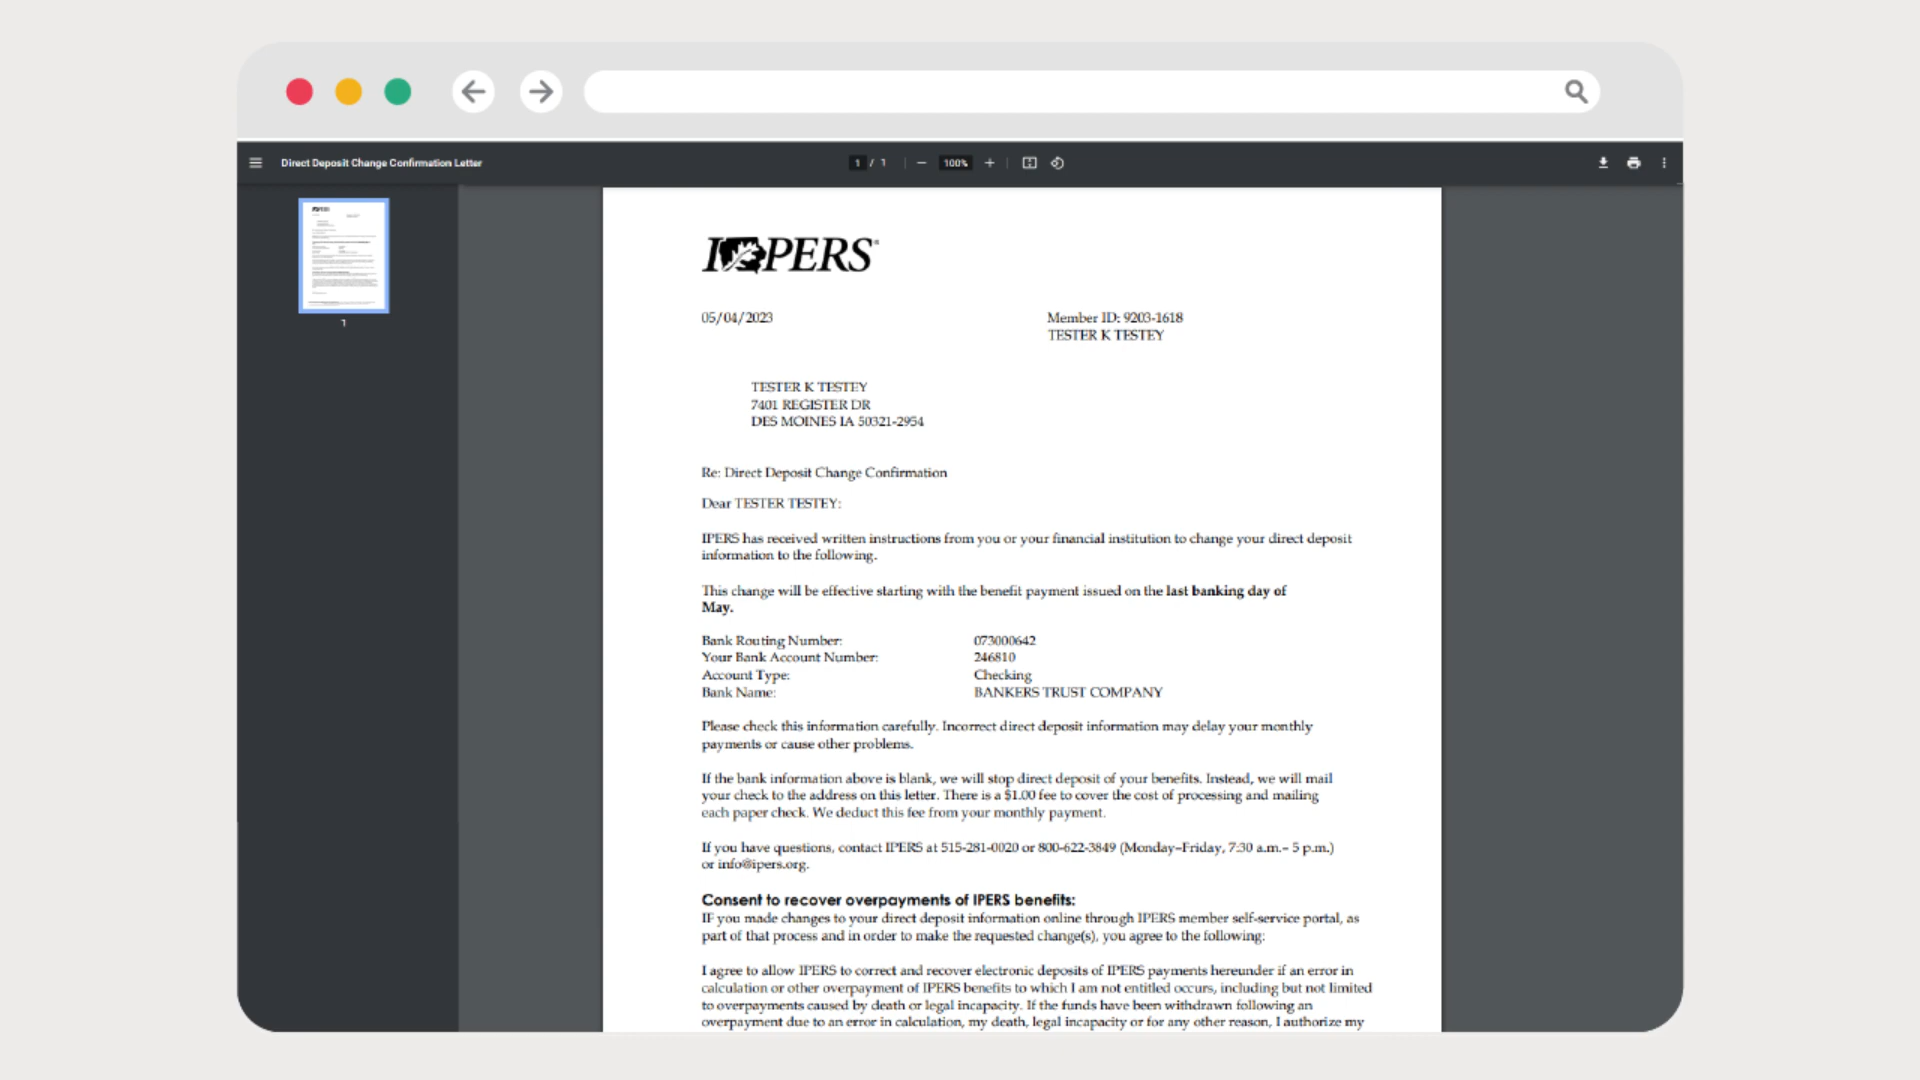 Direct Deposit Change Confirmation Letter
1 / 1
100%
1
IPERS®
05/04/2023
Member ID: 9203-1618
TESTER K TESTEY
TESTER K TESTEY
7401 REGISTER DR
DES MOINES IA 50321-2954
Re: Direct Deposit Change Confirmation
Dear TESTER TESTEY:
IPERS has received written instructions from you or your financial institution to change your direct deposit
information to the following.
This change will be effective starting with the benefit payment issued on the last banking day of
May.
Bank Routing Number: 073000642
Your Bank Account Number: 246810
Account Type: Checking
Bank Name: BANKERS TRUST COMPANY
Please check this information carefully. Incorrect direct deposit information may delay your monthly
payments or cause other problems.
If the bank information above is blank, we will stop direct deposit of your benefits. Instead, we will mail
your check to the address on this letter. There is a $1.00 fee to cover the cost of processing and mailing
each paper check. We deduct this fee from your monthly payment.
If you have questions, contact IPERS at 515-281-0020 or 800-622-3849 (Monday–Friday, 7:30 a.m.– 5 p.m.)
or info@ipers.org.
Consent to recover overpayments of IPERS benefits:
IF you made changes to your direct deposit information online through IPERS member self-service portal, as
part of that process and in order to make the requested change(s), you agree to the following:
I agree to allow IPERS to correct and recover electronic deposits of IPERS payments hereunder if an error in
calculation or other overpayment of IPERS benefits to which I am not entitled occurs, including but not limited
to overpayments caused by death or legal incapacity. If the funds have been withdrawn following an
overpayment due to an error in calculation, my death, legal incapacity or for any other reason, I authorize my